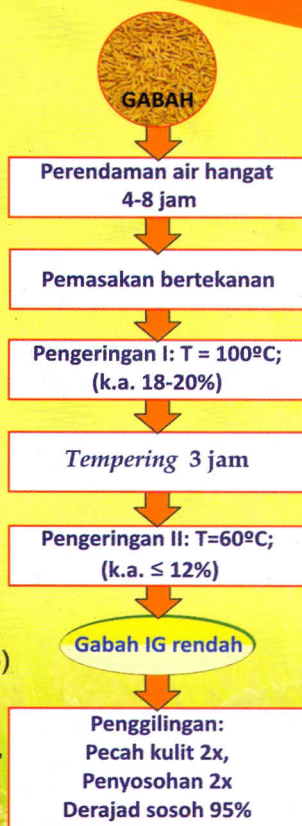 GABAH
Perendaman air hangat
4-8 jam
Pemasakan bertekanan
Pengeringan I: T = 100ºC;
(k.a. 18-20%)
Tempering 3 jam
Pengeringan II: T=60ºC;
(k.a. ≤ 12%)
Gabah IG rendah
)
,
Penggilingan:
Pecah kulit 2x,
Penyosohan 2x
Derajad sosoh 95%